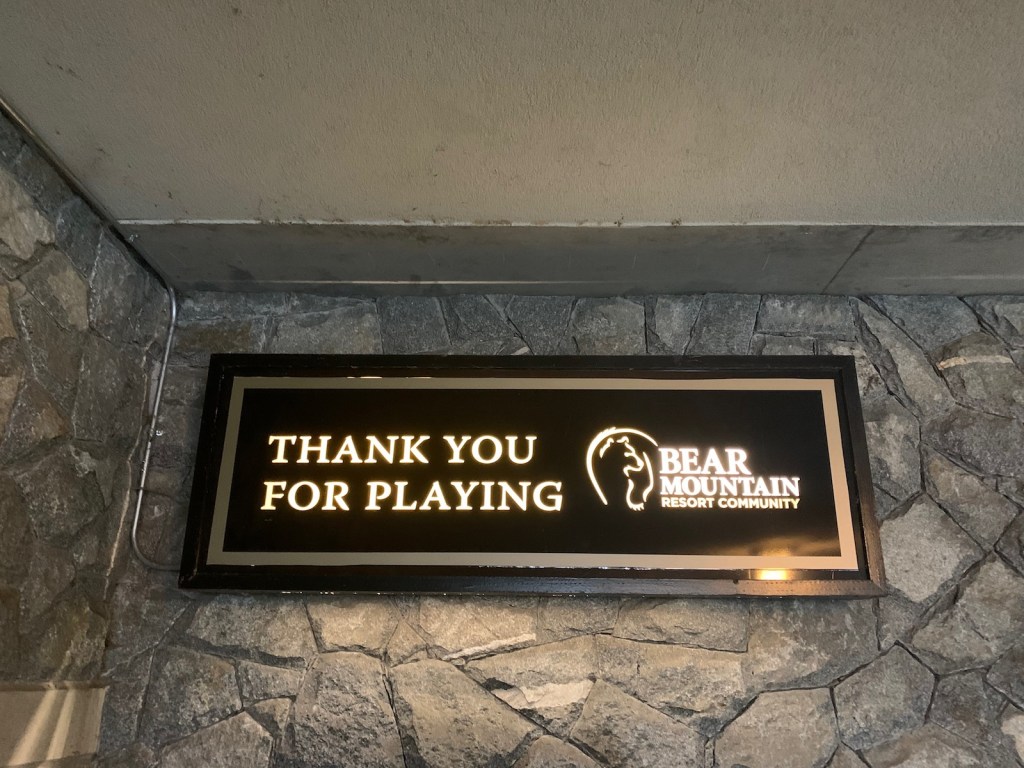 THANK YOU
FOR PLAYING
BEAR
MOUNTAIN
RESORT COMMUNITY